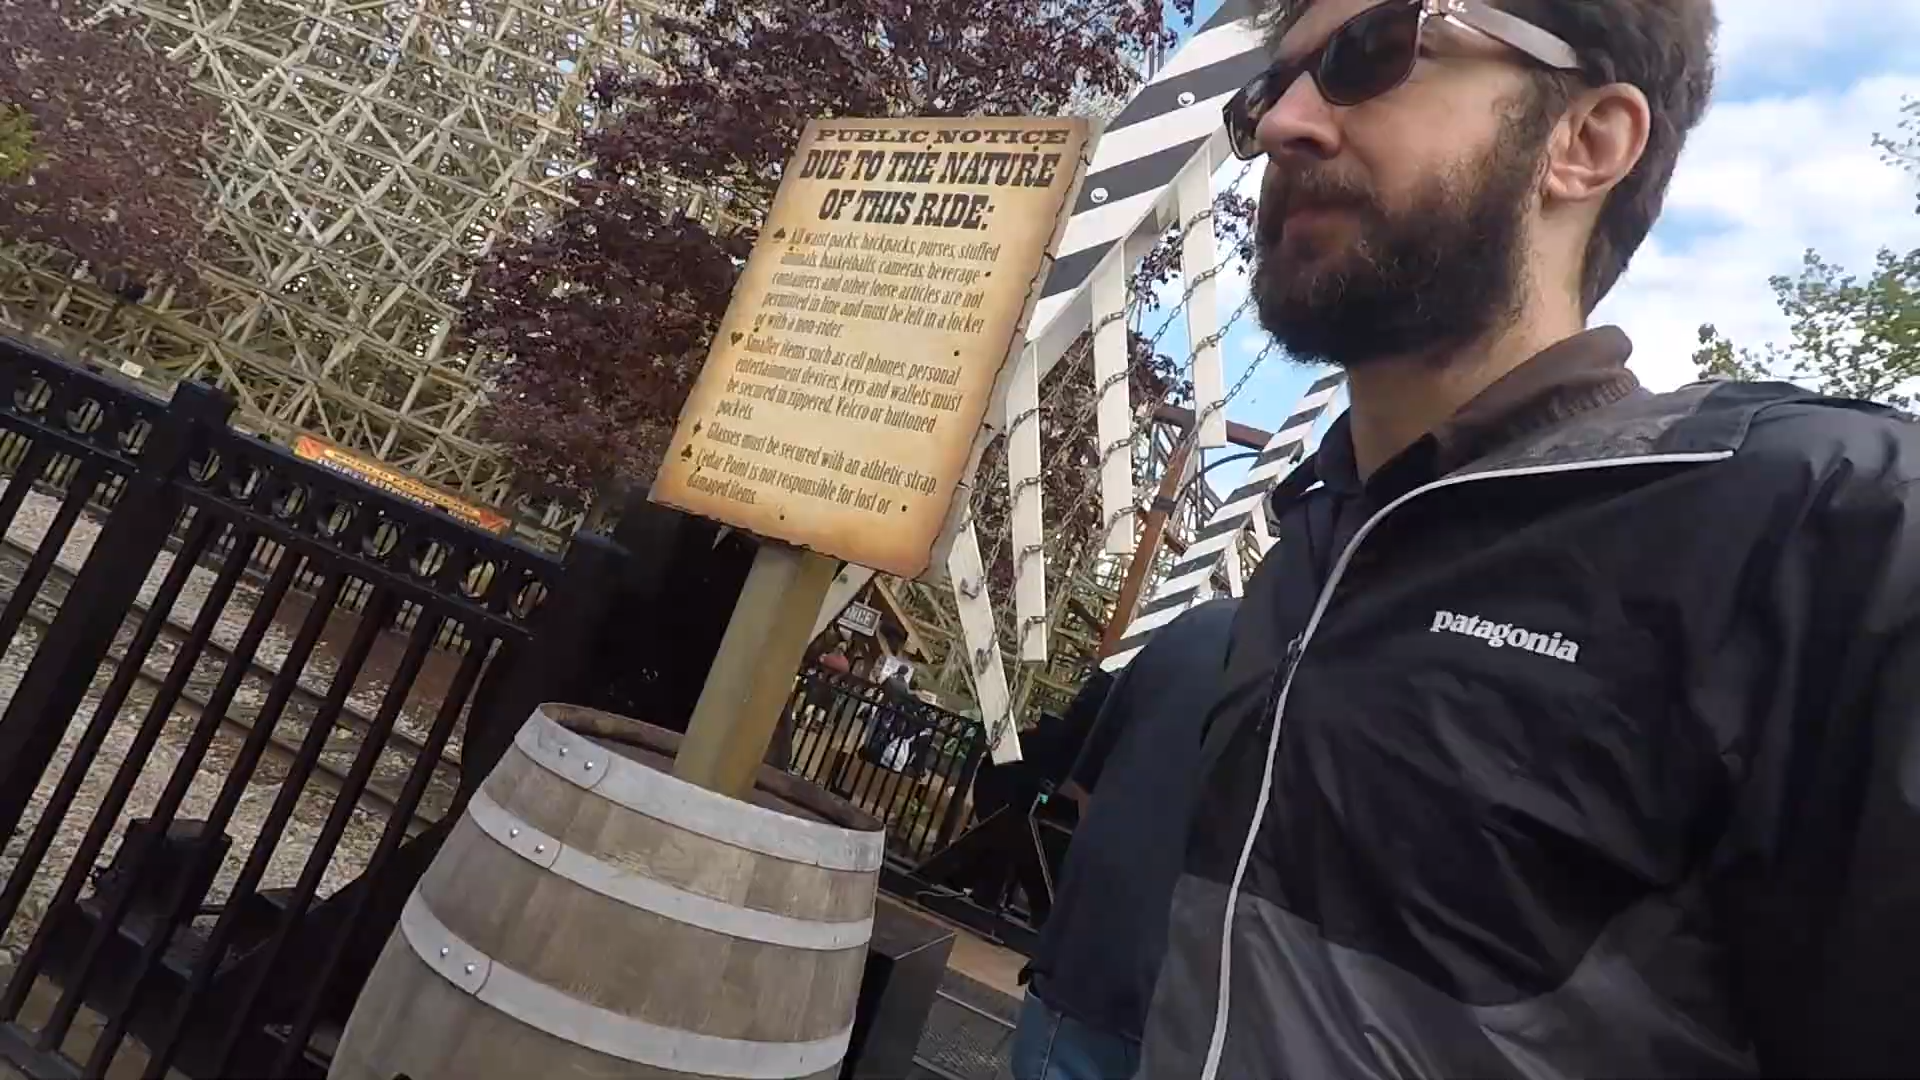 PUBLIC NOTICE
DUE TO THE NATURE
OF THIS RIDE:
All waist packs, backpacks, purses, stuffed
animals, basketballs, cameras, beverage
containers and other loose articles are not
permitted in line and must be left in a locker
or with a non-rider.
Smaller items such as cell phones, personal
entertainment devices, keys and wallets must
be secured in zippered, Velcro or buttoned
pockets.
Glasses must be secured with an athletic strap.
Cedar Point is not responsible for lost or
damaged items.
patagonia